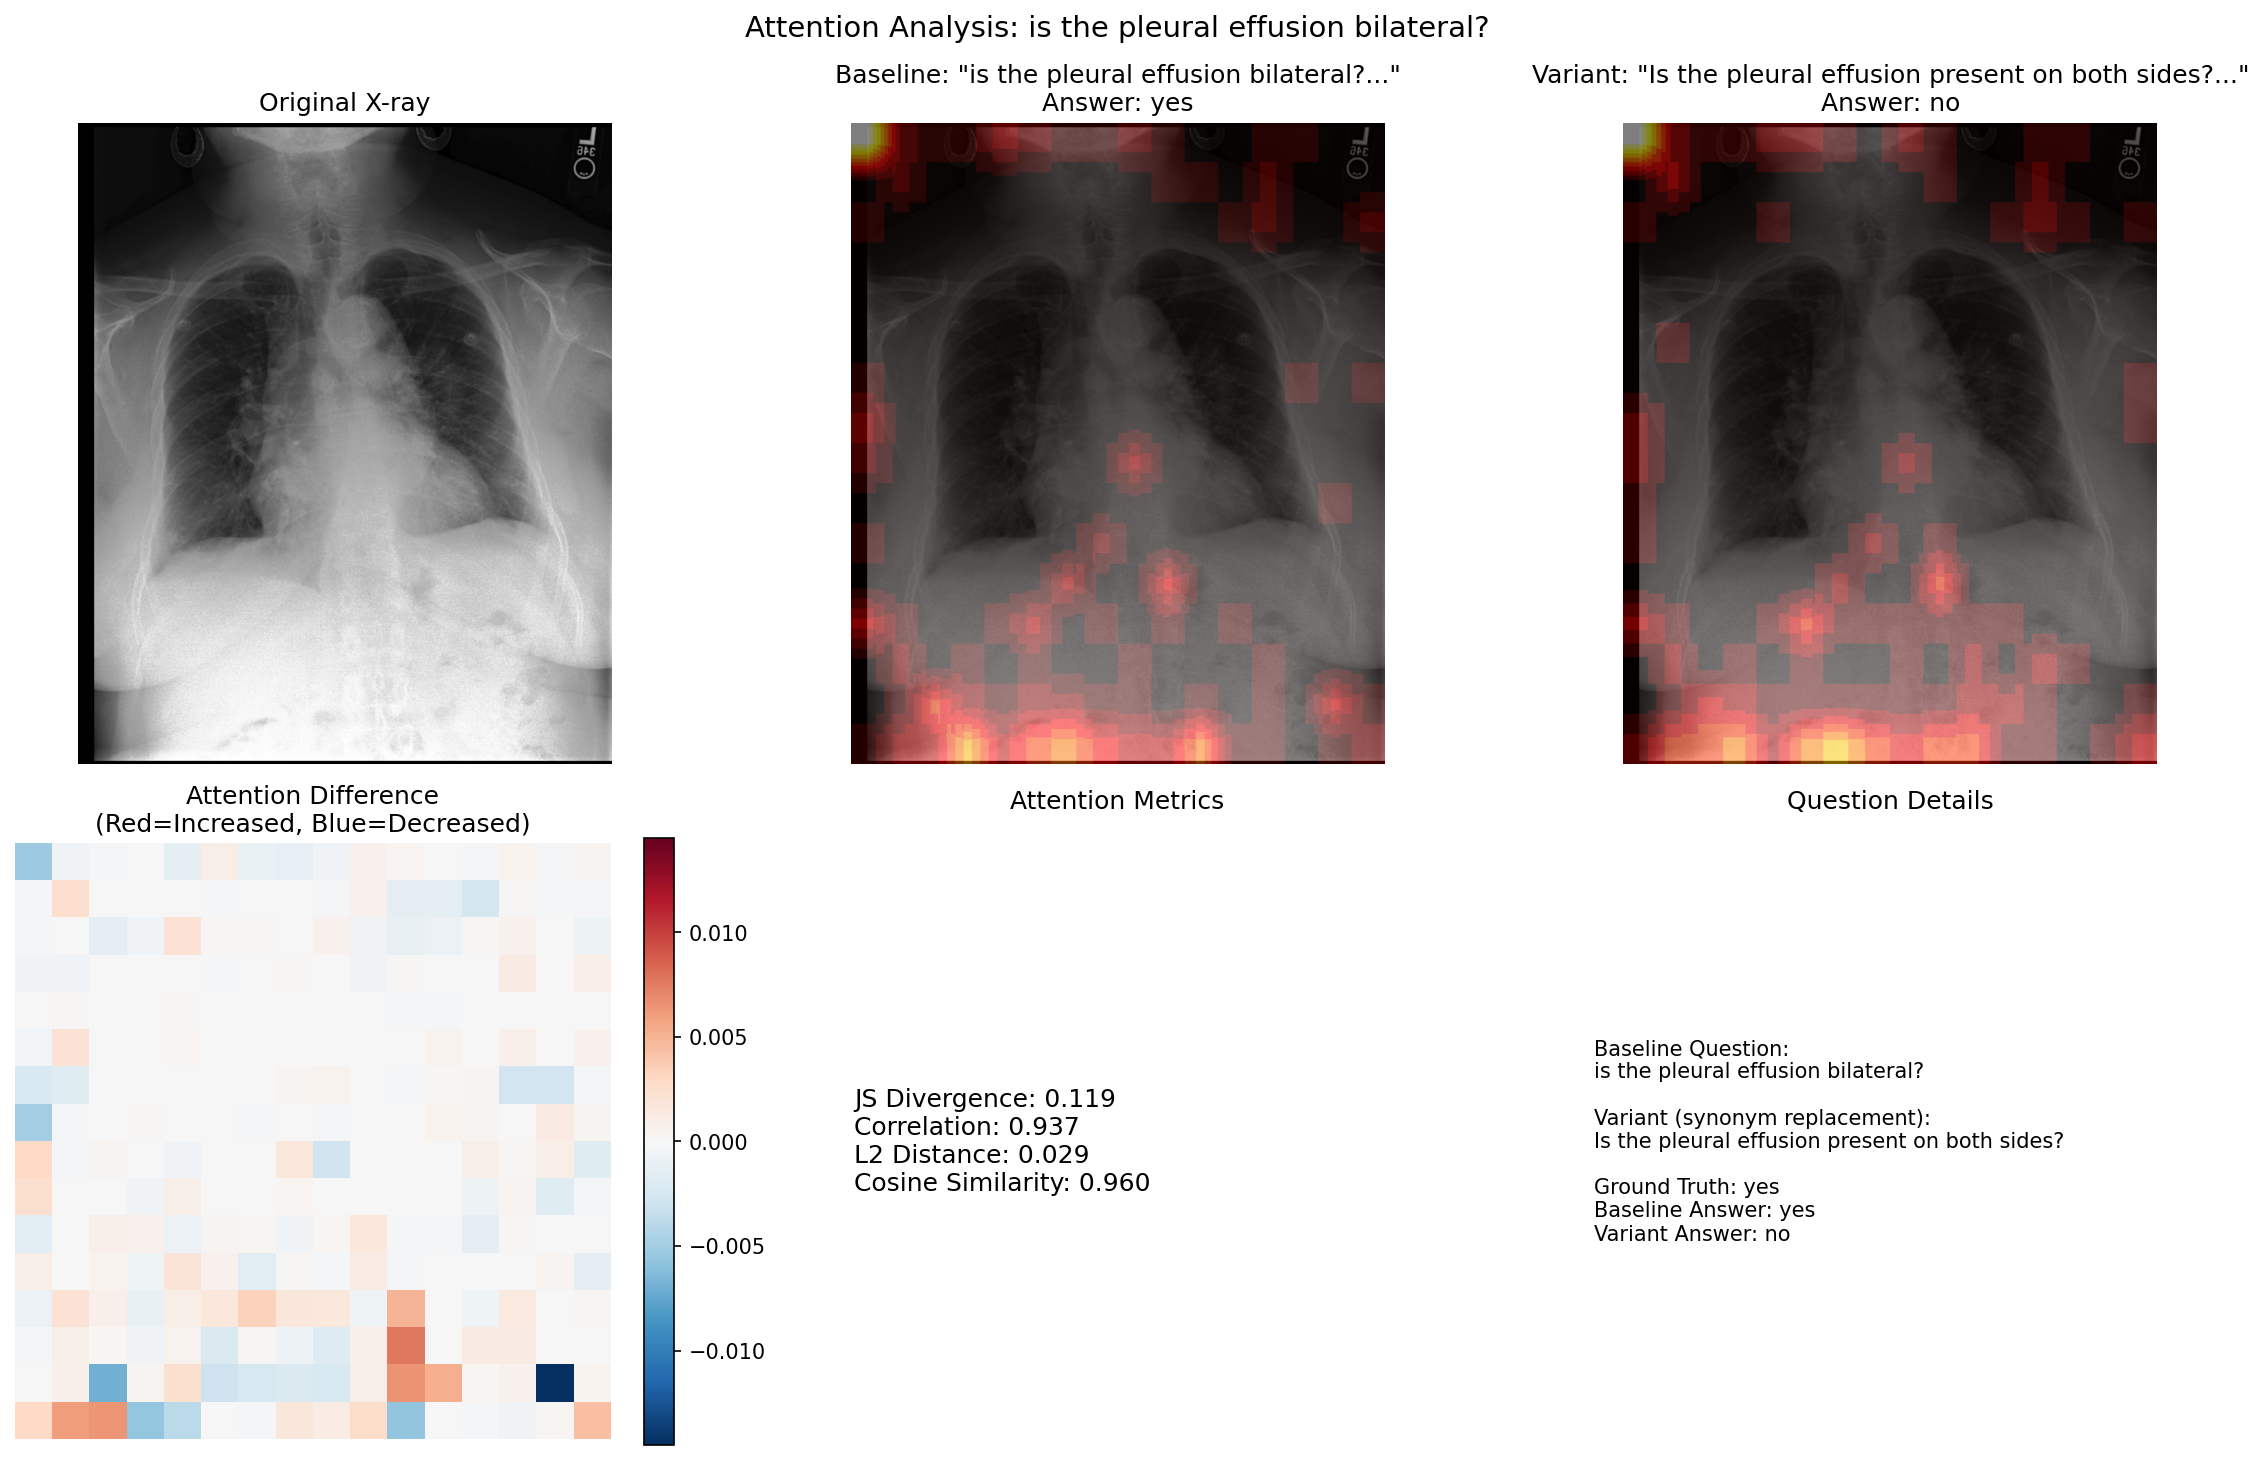 Attention Analysis: is the pleural effusion bilateral?
Original X-ray
Baseline: "is the pleural effusion bilateral?..."
Answer: yes
Variant: "Is the pleural effusion present on both sides?..."
Answer: no
L
346
L
346
L
346
Attention Difference
(Red=Increased, Blue=Decreased)
0.010
0.005
0.000
−0.005
−0.010
Attention Metrics
JS Divergence: 0.119
Correlation: 0.937
L2 Distance: 0.029
Cosine Similarity: 0.960
Question Details
Baseline Question:
is the pleural effusion bilateral?
Variant (synonym replacement):
Is the pleural effusion present on both sides?
Ground Truth: yes
Baseline Answer: yes
Variant Answer: no